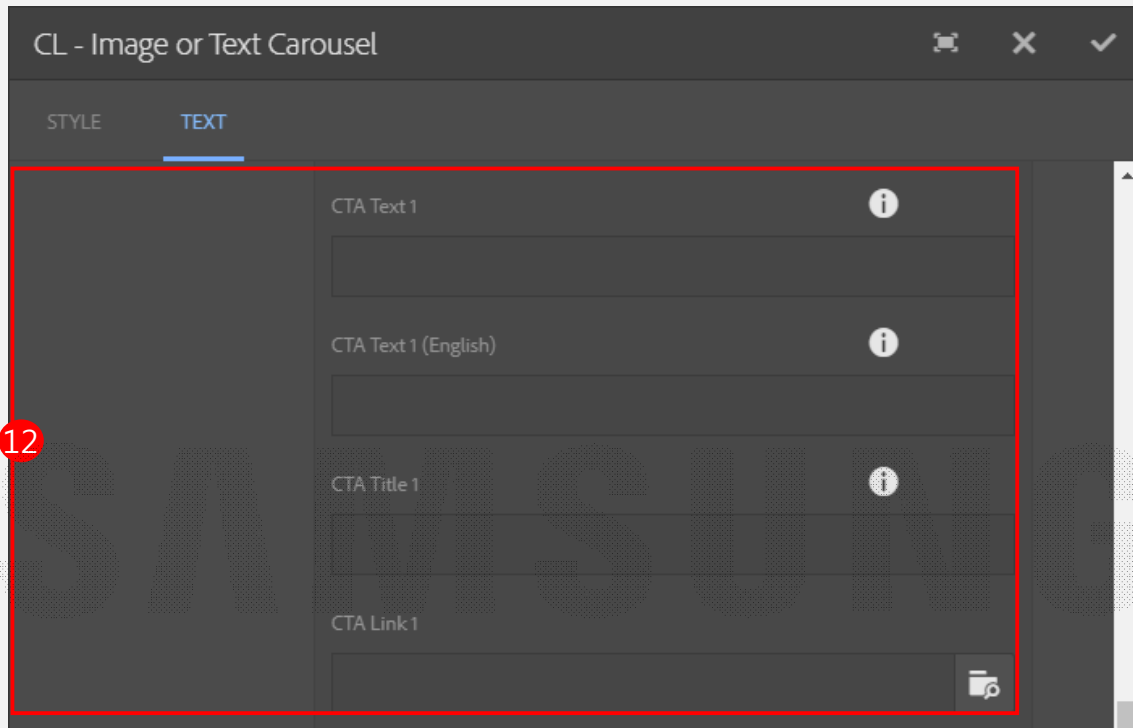 CL - Image or Text Carousel
STYLE TEXT
CTA Text 1
CTA Text 1 (English)
12
CTA Title 1
SAMSUNG
CTA Link 1